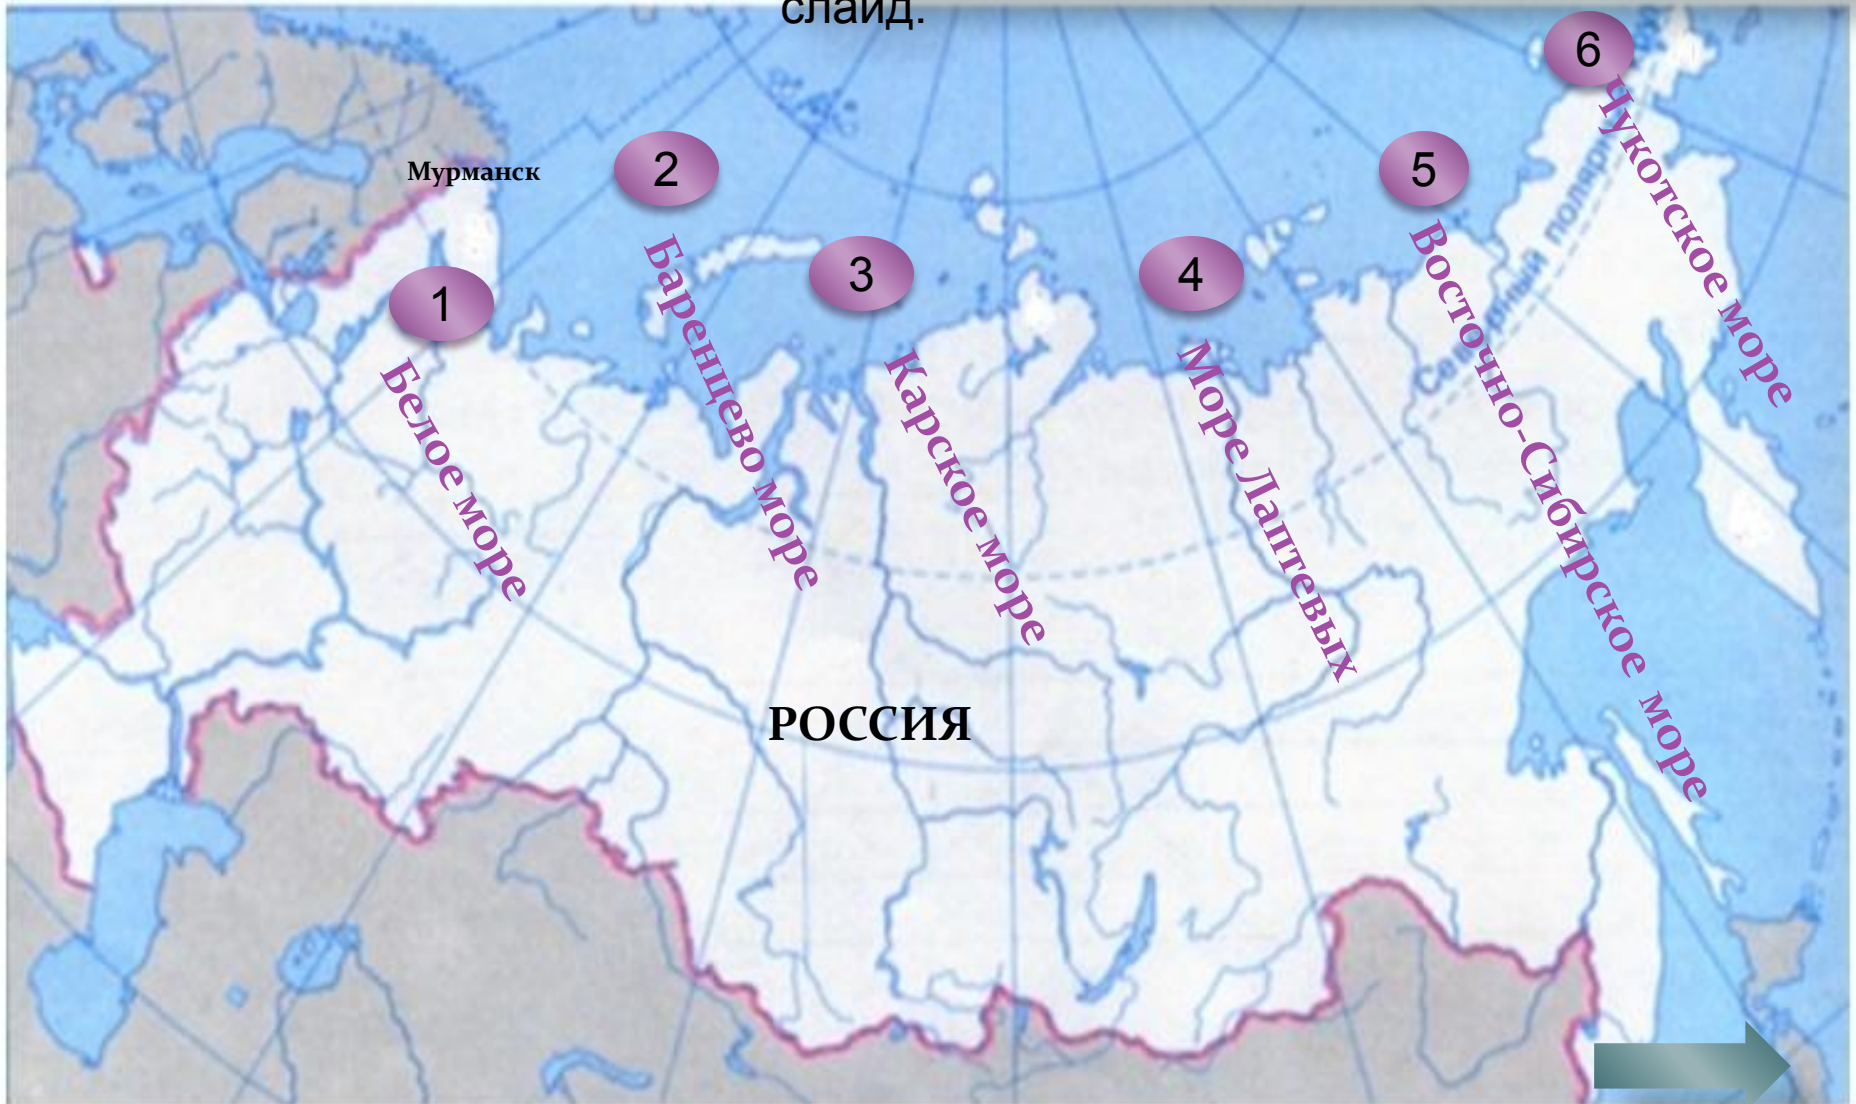 слайд.
6
2
5
Мурманск
3
4
1
Чукотское море
Баренцево море
Восточно-Сибирское море
Северный поляр
Карское море
Море Лаптевых
Белое море
РОССИЯ